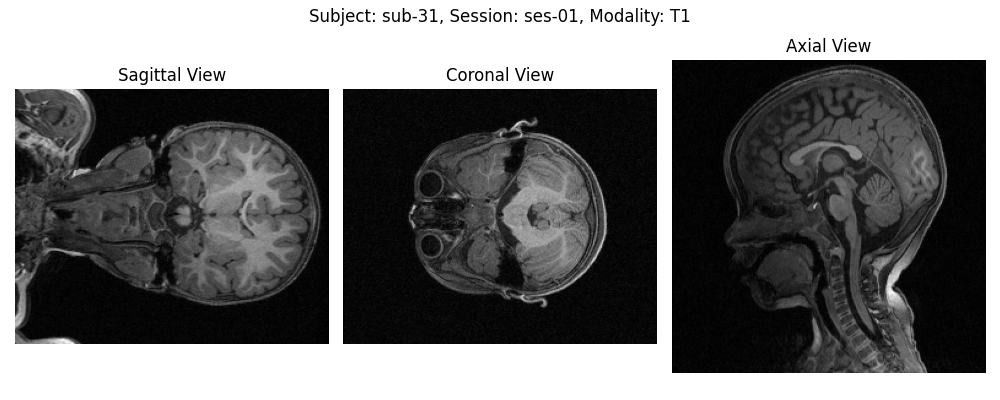 Subject: sub-31, Session: ses-01, Modality: T1
Sagittal View
Coronal View
Axial View